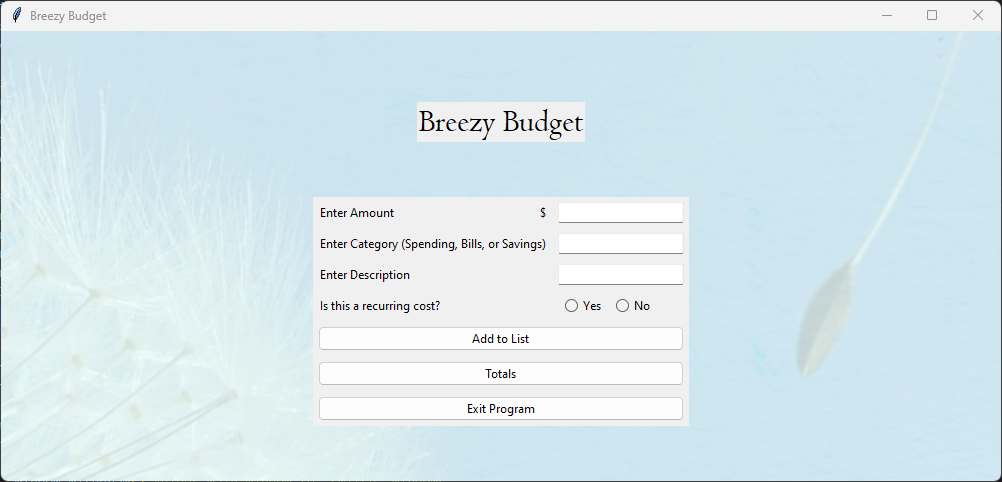 Breezy Budget
Breezy Budget
Enter Amount $
Enter Category (Spending, Bills, or Savings)
Enter Description
Is this a recurring cost? Yes No
Add to List
Totals
Exit Program